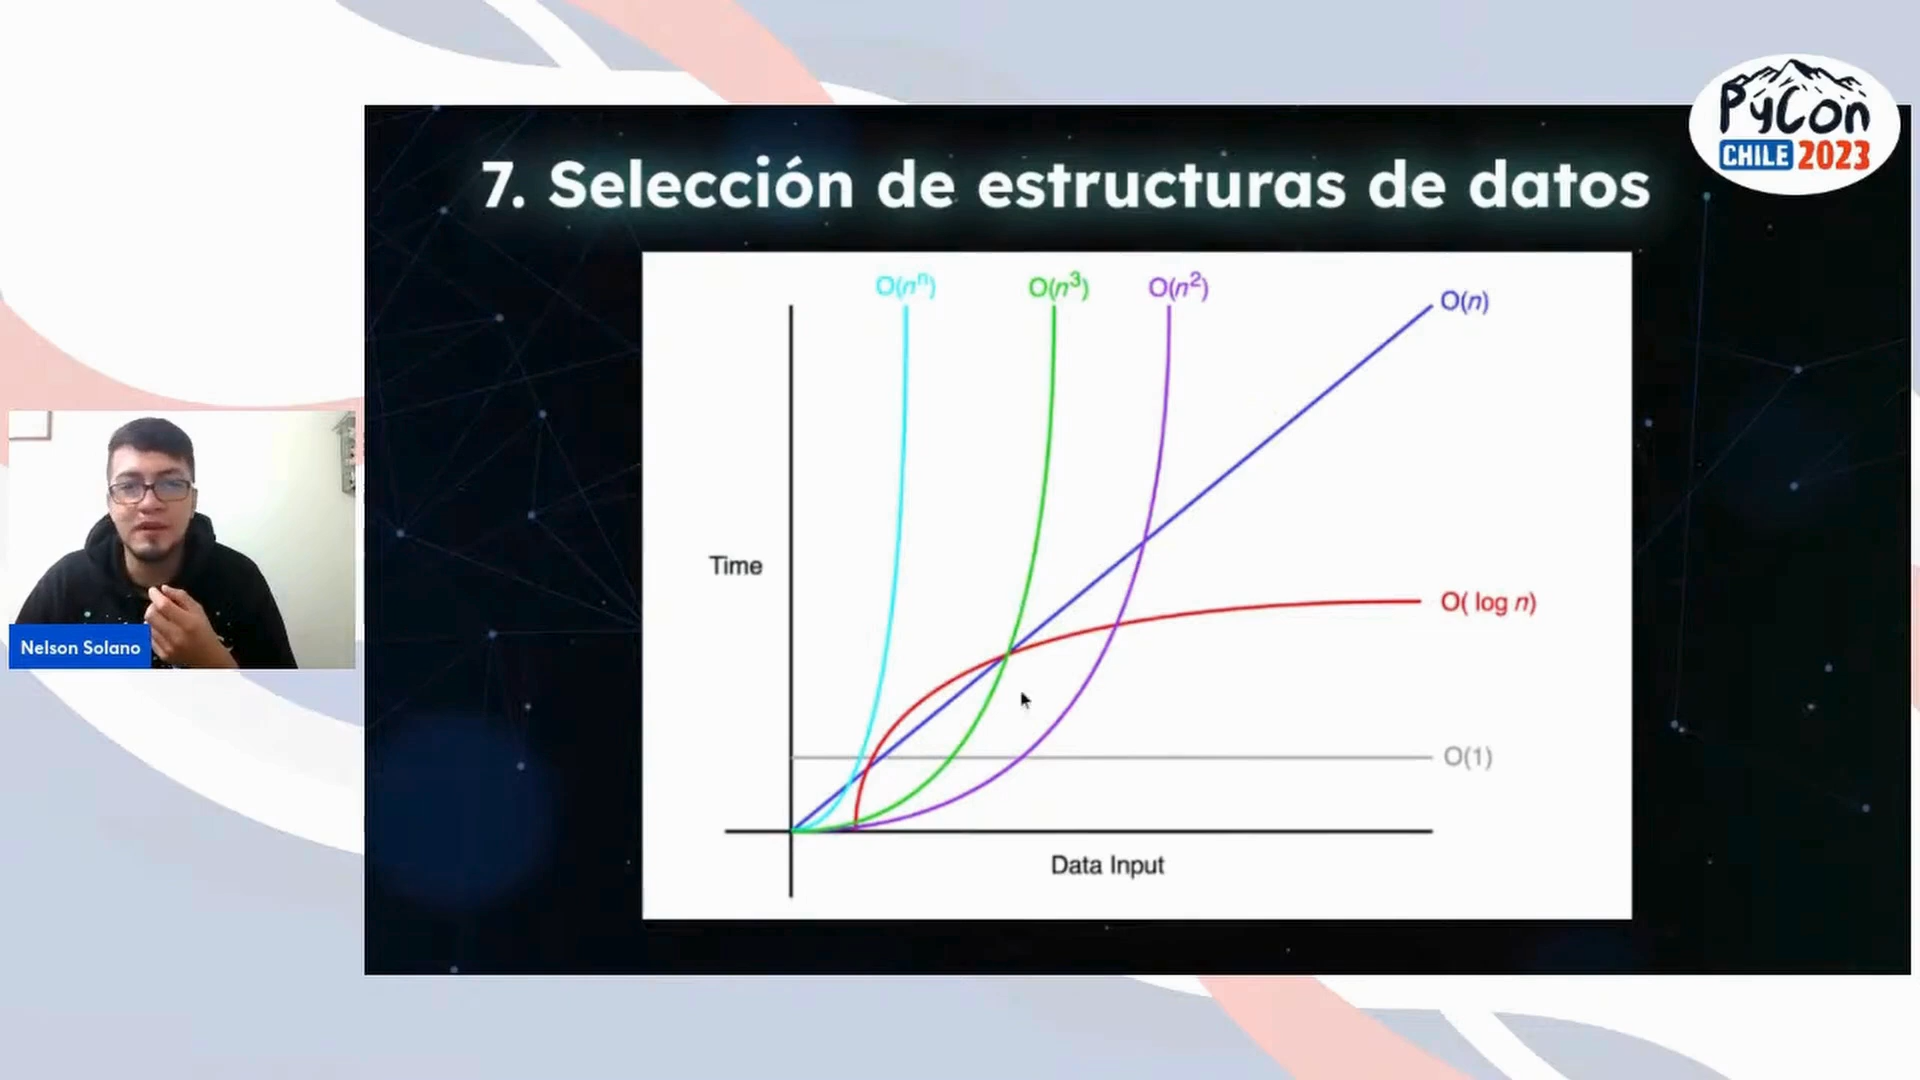 PyCon
CHILE 2023
7. Selección de estructuras de datos
O(nⁿ)
O(n³)
O(n²)
O(n)
Time
O( log n)
O(1)
Data Input
Nelson Solano